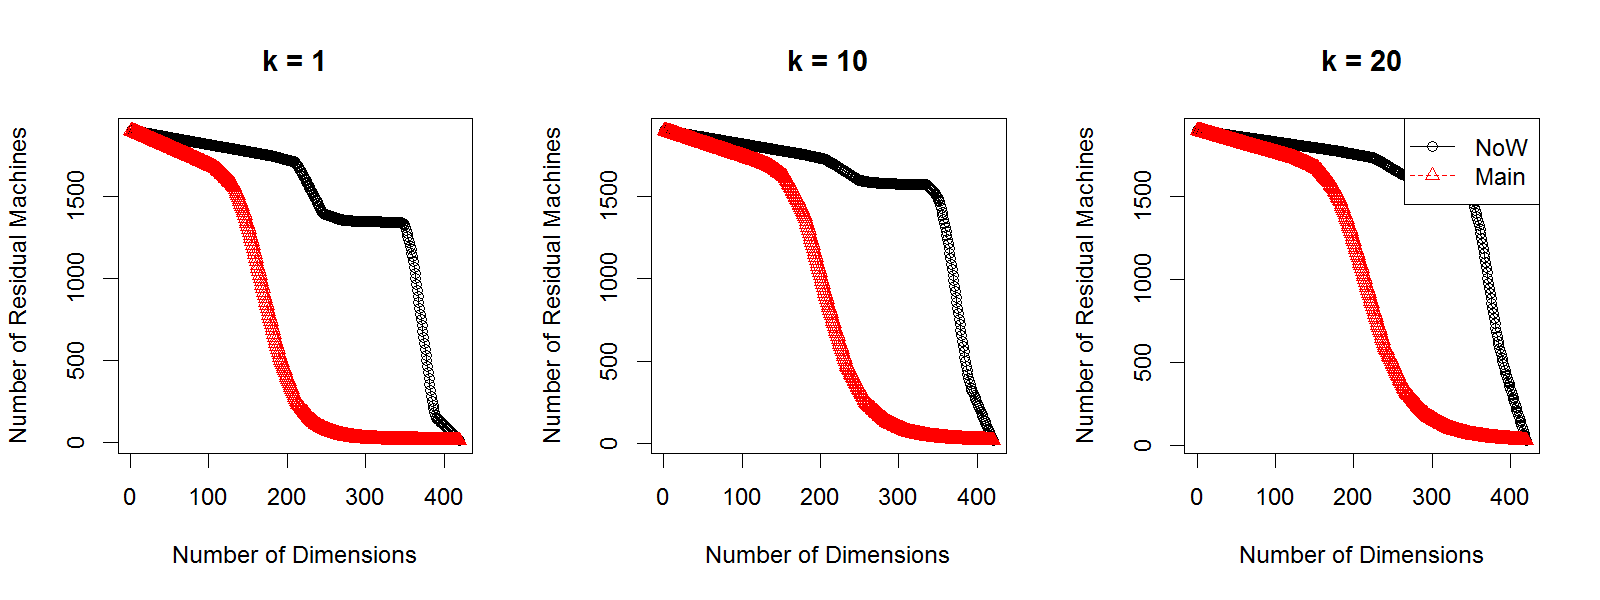 k = 1
Number of Residual Machines
1500
1000
500
0
0 100 200 300 400
Number of Dimensions
k = 10
Number of Residual Machines
1500
1000
500
0
0 100 200 300 400
Number of Dimensions
k = 20
Number of Residual Machines
1500
1000
500
0
0 100 200 300 400
Number of Dimensions
NoW
Main